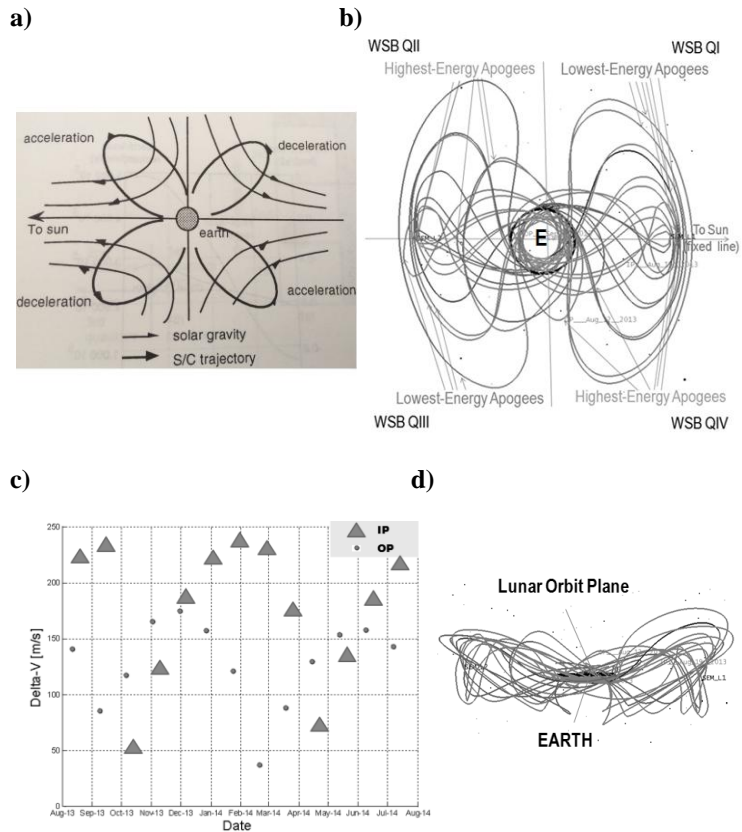 a)
acceleration
deceleration
To sun
earth
deceleration
acceleration
solar gravity
S/C trajectory
b)
WSB QII
WSB QI
Highest-Energy Apogees
Lowest-Energy Apogees
E
To Sun
(fixed line)
SEM_L2
SEM_L1
Lowest-Energy Apogees
Highest-Energy Apogees
WSB QIII
WSB QIV
c)
IP
OP
250
200
150
100
50
0
Delta-V [m/s]
Aug-13 Sep-13 Oct-13 Nov-13 Dec-13 Jan-14 Feb-14 Mar-14 Apr-14 May-14 Jun-14 Jul-14 Aug-14
Date
d)
Lunar Orbit Plane
SEM_L1
EARTH